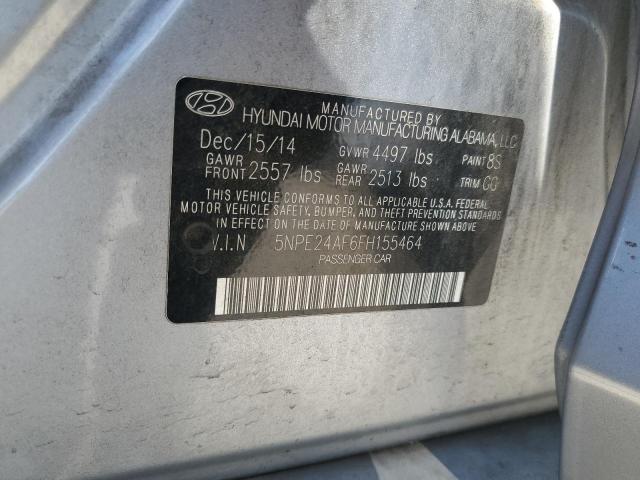 MANUFACTURED BY
HYUNDAI MOTOR MANUFACTURING ALABAMA, LLC
Dec/15/14 GVWR 4497 lbs PAINT 8S
GAWR FRONT 2557 lbs GAWR REAR 2513 lbs TRIM CG
THIS VEHICLE CONFORMS TO ALL APPLICABLE U.S.A FEDERAL
MOTOR VEHICLE SAFETY, BUMPER, AND THEFT PREVENTION STANDARDS
IN EFFECT ON THE DATE OF MANUFACTURE SHOWN ABOVE.
V.I.N 5NPE24AF6FH155464
PASSENGER CAR